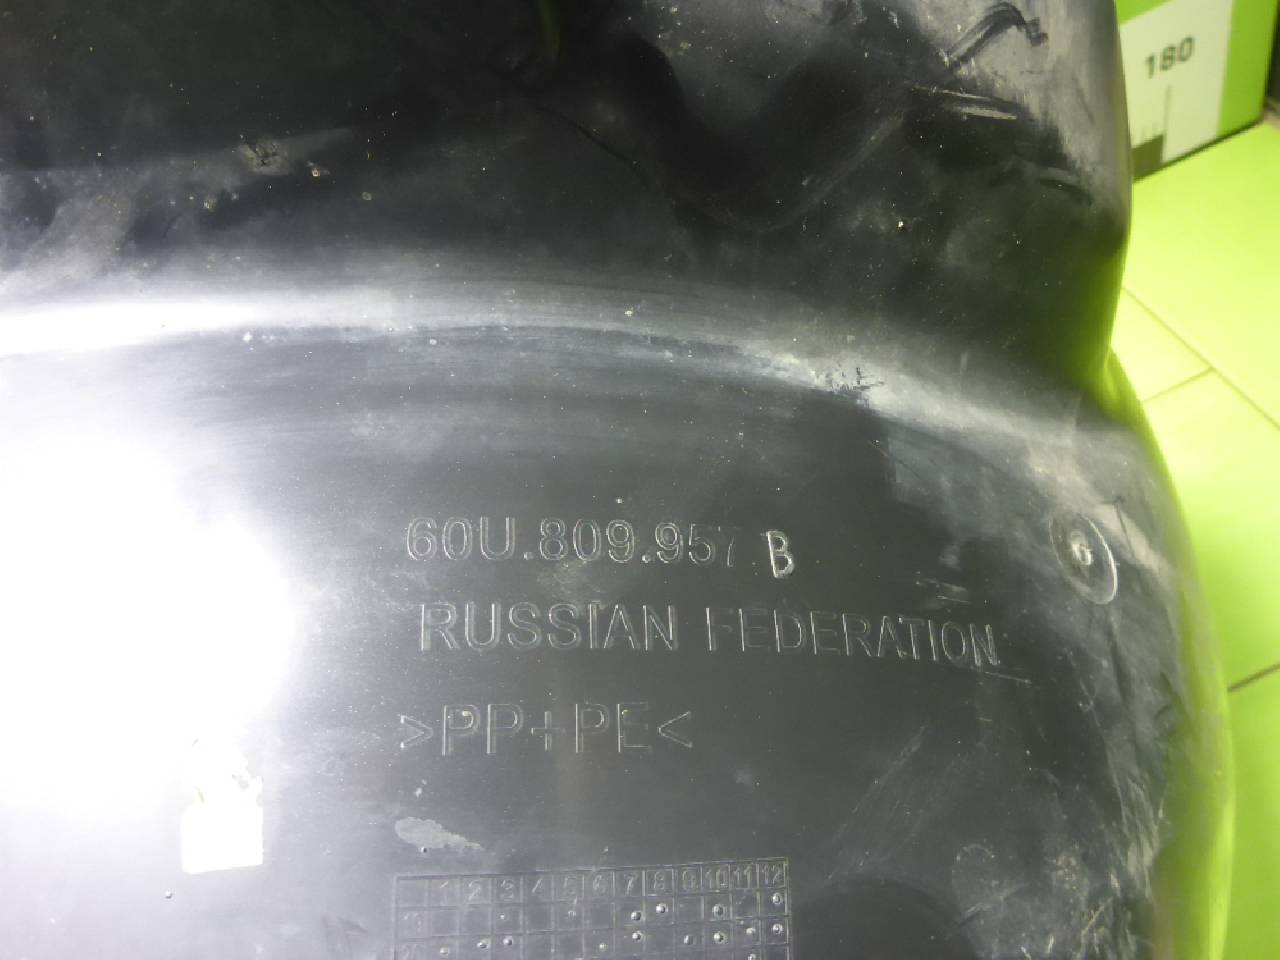 180
60U.809.957 B
RUSSIAN FEDERATION
>PP+PE<
1 2 3 4 5 6 7 8 9 10 11 12